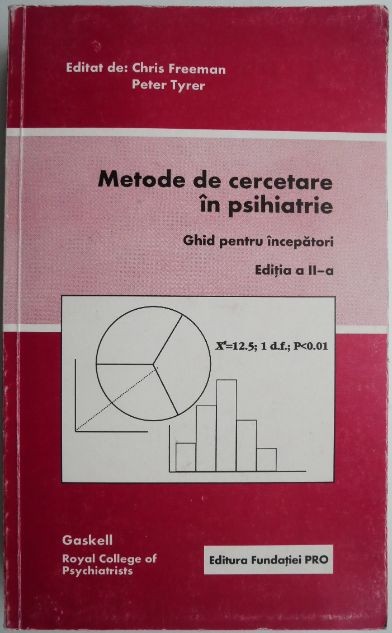 Editat de: Chris Freeman
Peter Tyrer
Metode de cercetare
în psihiatrie
Ghid pentru începători
Ediția a II-a
X²=12.5; 1 d.f.; P<0.01
Gaskell
Royal College of
Psychiatrists
Editura Fundației PRO